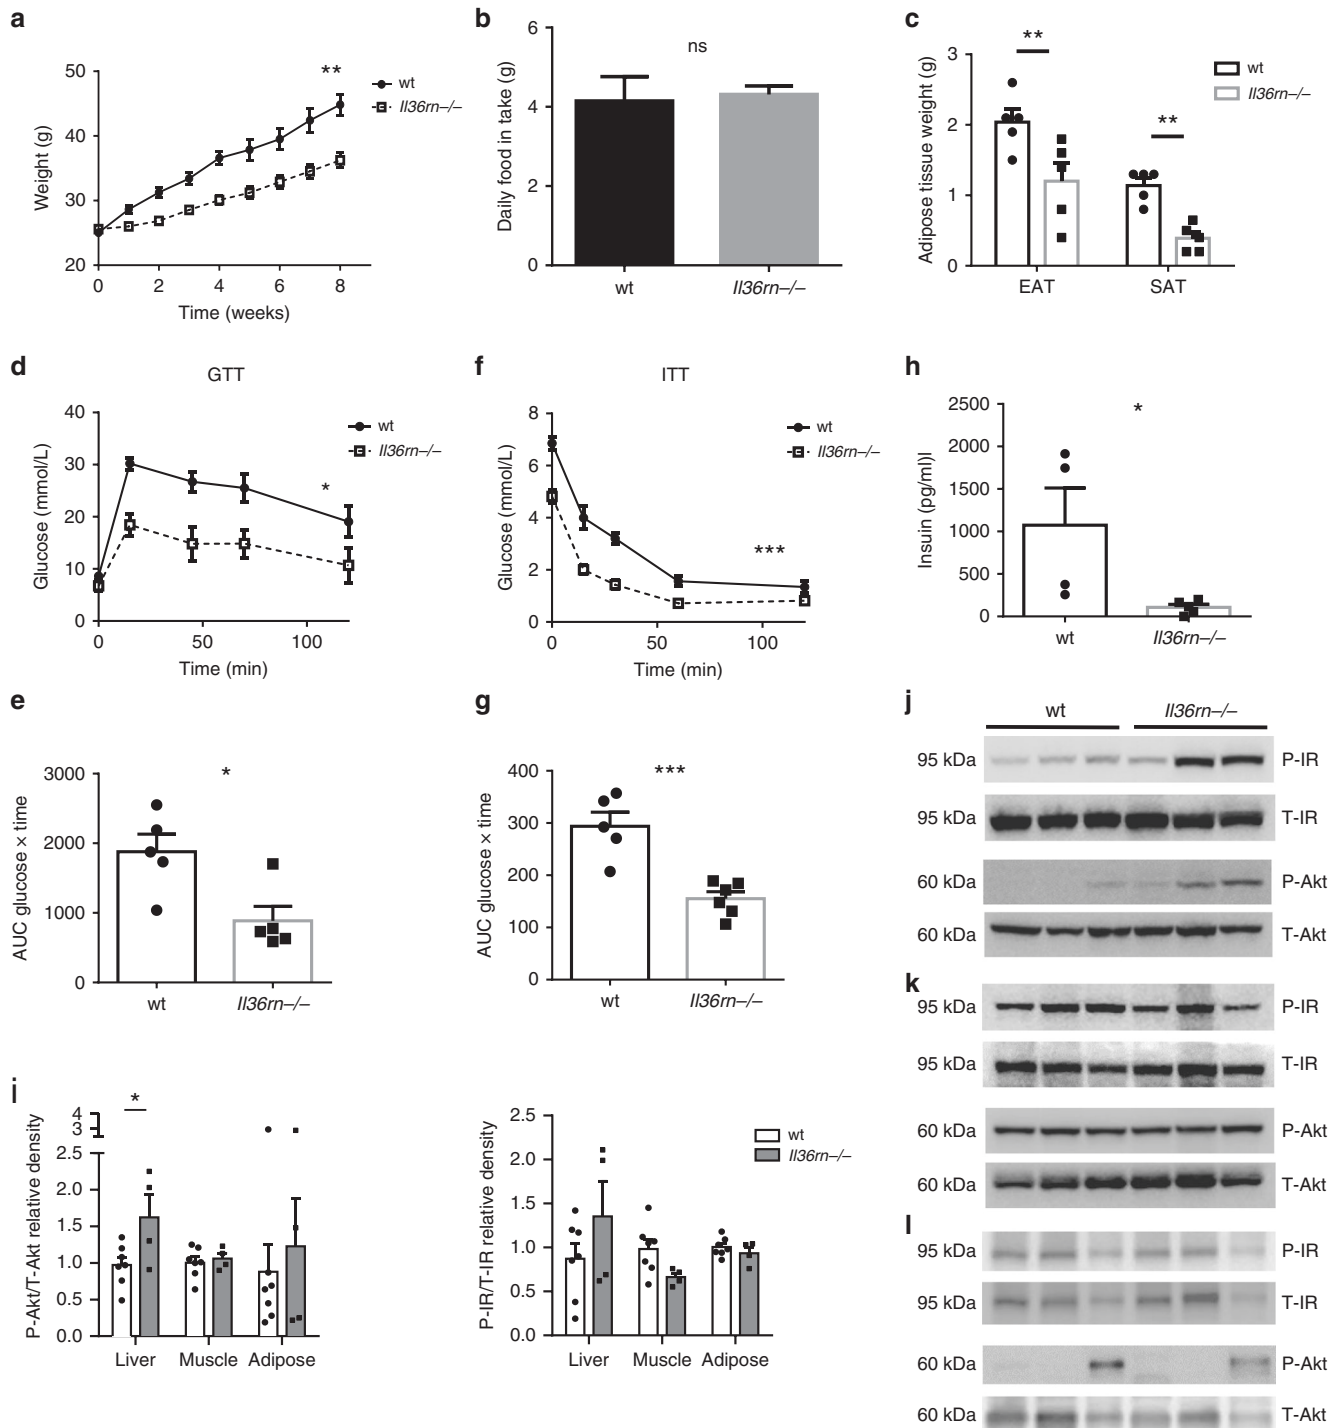 a
Weight (g)
50
40
30
20
0 2 4 6 8
Time (weeks)
**
wt
Il36rn–/–
b
Daily food in take (g)
6
4
2
0
ns
wt Il36rn–/–
c
Adipose tissue weight (g)
3
2
1
0
** **
EAT SAT
wt
Il36rn–/–
d
GTT
Glucose (mmol/L)
40
30
20
10
0
0 50 100
Time (min)
*
wt
Il36rn–/–
f
ITT
Glucose (mmol/L)
8
6
4
2
0
0 50 100
Time (min)
***
wt
Il36rn–/–
h
Insuin (pg/ml)l
2500
2000
1500
1000
500
0
*
wt Il36rn–/–
e
AUC glucose × time
3000
2000
1000
0
*
wt Il36rn–/–
g
AUC glucose × time
400
300
200
100
0
***
wt Il36rn–/–
j
wt Il36rn–/–
95 kDa P-IR
95 kDa T-IR
60 kDa P-Akt
60 kDa T-Akt
k
95 kDa P-IR
95 kDa T-IR
60 kDa P-Akt
60 kDa T-Akt
i
P-Akt/T-Akt relative density
4
3
2.5
2.0
1.5
1.0
0.5
0.0
*
Liver Muscle Adipose
P-IR/T-IR relative density
2.5
2.0
1.5
1.0
0.5
0.0
Liver Muscle Adipose
wt
Il36rn–/–
l
95 kDa P-IR
95 kDa T-IR
60 kDa P-Akt
60 kDa T-Akt